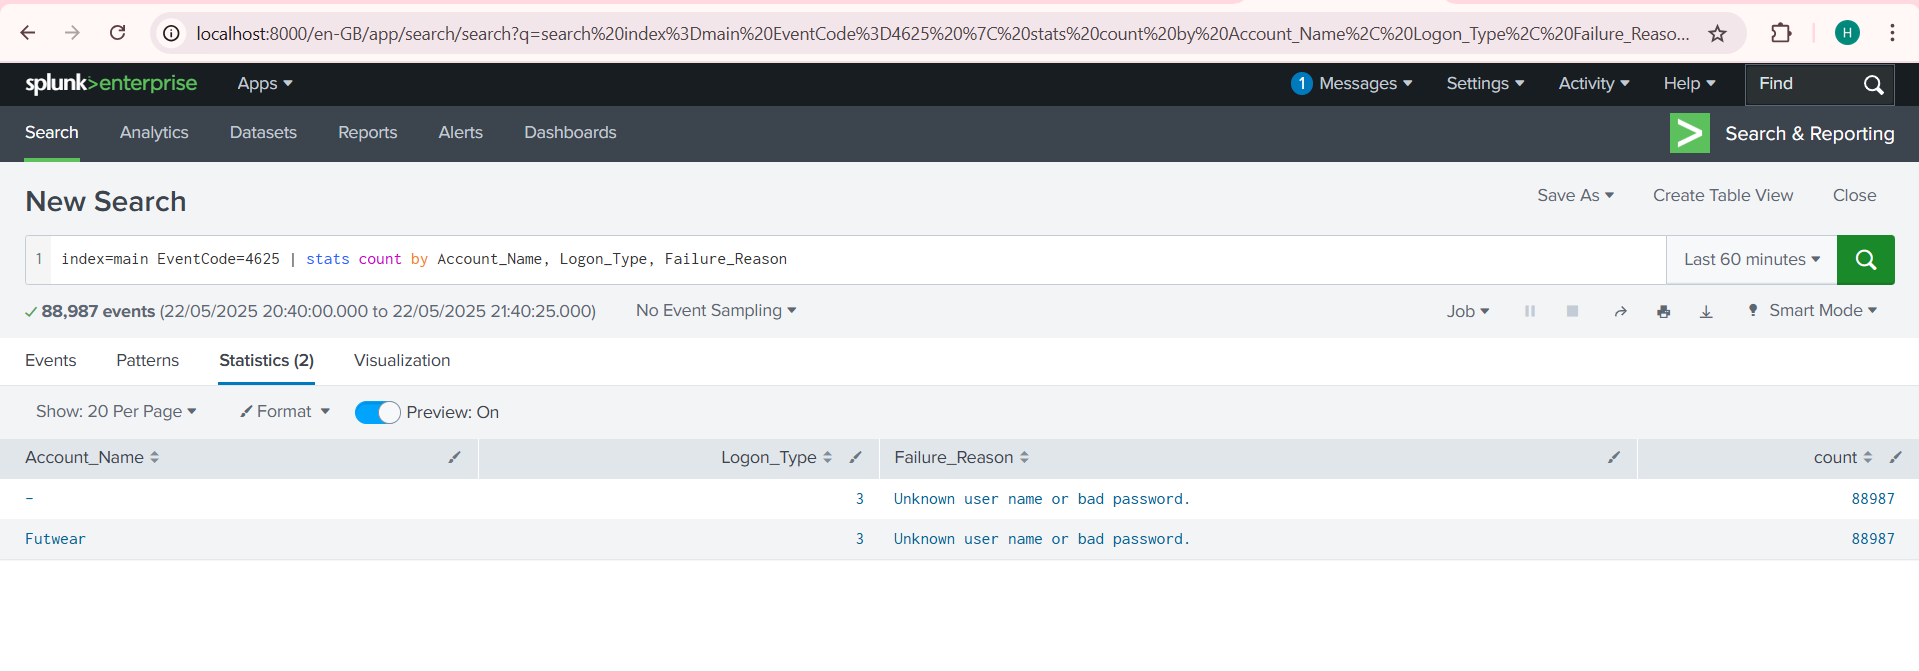 localhost:8000/en-GB/app/search/search?q=search%20index%3Dmain%20EventCode%3D4625%20%7C%20stats%20count%20by%20Account_Name%2C%20Logon_Type%2C%20Failure_Reaso...
H
splunk>enterprise Apps
1 Messages Settings Activity Help Find
Search Analytics Datasets Reports Alerts Dashboards
Search & Reporting
New Search
Save As Create Table View Close
1 index=main EventCode=4625 | stats count by Account_Name, Logon_Type, Failure_Reason
Last 60 minutes
88,987 events (22/05/2025 20:40:00.000 to 22/05/2025 21:40:25.000) No Event Sampling
Job Smart Mode
Events Patterns Statistics (2) Visualization
Show: 20 Per Page Format Preview: On
Account_Name Logon_Type Failure_Reason count
- 3 Unknown user name or bad password. 88987
Futwear 3 Unknown user name or bad password. 88987